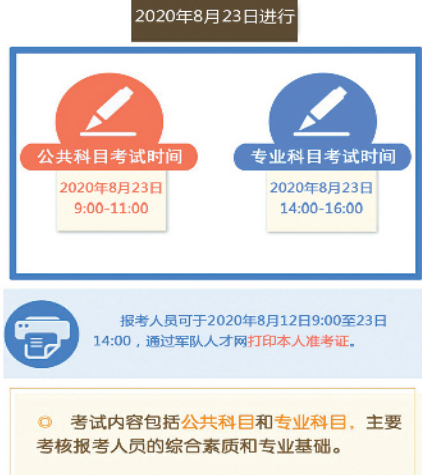 2020年8月23日进行
公共科目考试时间
2020年8月23日
9:00-11:00
专业科目考试时间
2020年8月23日
14:00-16:00
报考人员可于2020年8月12日9:00至23日
14:00，通过军队人才网打印本人准考证。
◎ 考试内容包括公共科目和专业科目，主要
考核报考人员的综合素质和专业基础。